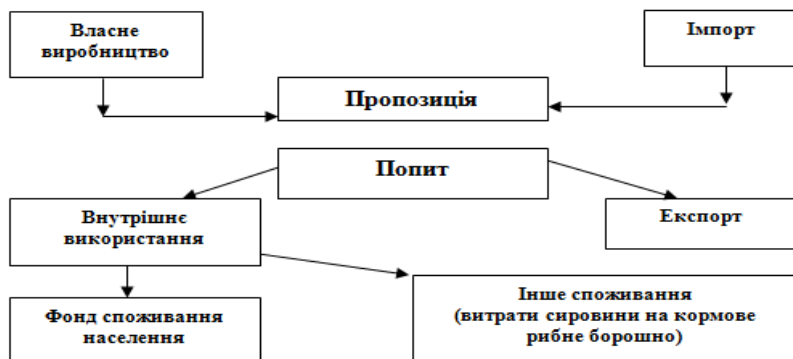 Власне
виробництво
Імпорт
Пропозиція
Попит
Внутрішнє
використання
Експорт
Фонд споживання
населення
Інше споживання
(витрати сировини на кормове
рибне борошно)